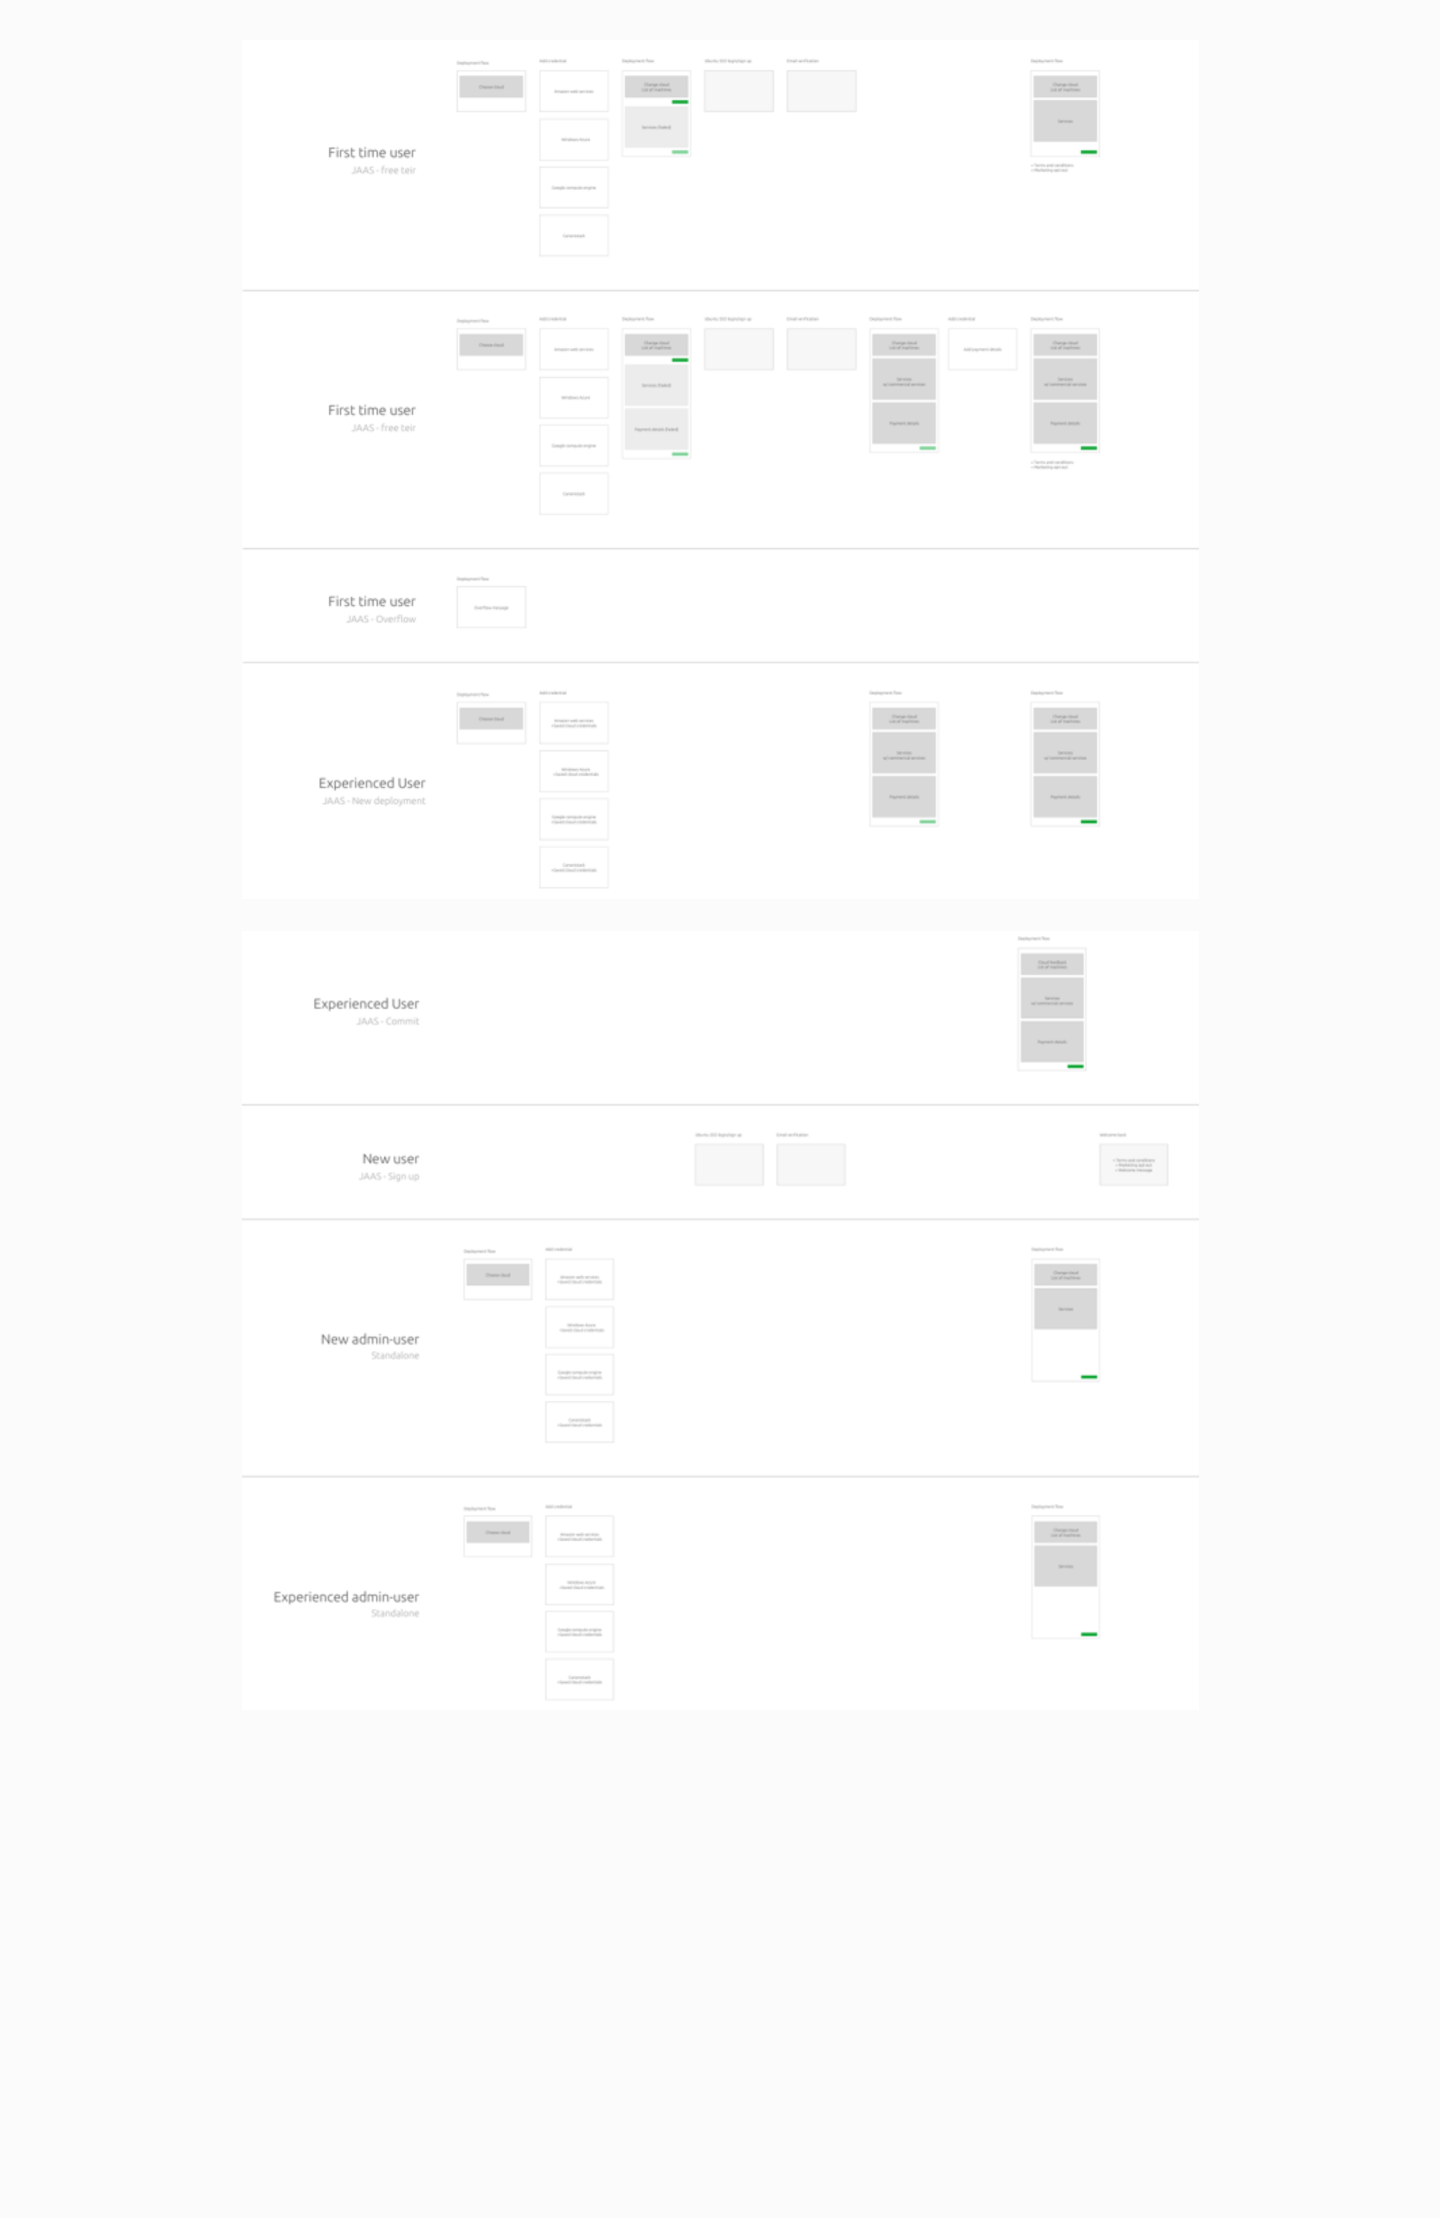 Deployment flow
Add credential
Deployment flow
Ubuntu SSO login/sign up
Email verification
Deployment flow
Choose cloud
Amazon web services
Change cloud
List of machines
Change cloud
List of machines
Services (Faded)
Services
Windows Azure
First time user
JAAS - free teir
+ Terms and conditions
+ Marketing opt out
Google compute engine
Deployment flow
Add credential
Deployment flow
Ubuntu SSO login/sign up
Email verification
Deployment flow
Add credential
Deployment flow
Choose cloud
Amazon web services
Change cloud
List of machines
Change cloud
List of machines
Add payment details
Change cloud
List of machines
Services (Faded)
Services
w/ commercial services
Services
w/ commercial services
Windows Azure
First time user
JAAS - free teir
Payment details (Faded)
Payment details
Payment details
Google compute engine
+ Terms and conditions
+ Marketing opt out
Deployment flow
First time user
JAAS - Overflow
Overflow message
Deployment flow
Add credential
Deployment flow
Deployment flow
Choose cloud
Amazon web services
+Saved cloud credentials
Change cloud
List of machines
Change cloud
List of machines
Windows Azure
+Saved cloud credentials
Services
w/ commercial services
Services
w/ commercial services
Experienced User
JAAS - New deployment
Payment details
Payment details
Google compute engine
+Saved cloud credentials
+Saved cloud credentials
Deployment flow
List of machines
Experienced User
JAAS - Commit
Services
w/ commercial services
Payment details
Ubuntu SSO login/sign up
Email verification
Welcome back
New user
JAAS - Sign up
+ Terms and conditions
+ Marketing opt out
+ Welcome message
Deployment flow
Add credential
Deployment flow
Choose cloud
Amazon web services
+Saved cloud credentials
Change cloud
List of machines
Windows Azure
+Saved cloud credentials
Services
New admin-user
Standalone
Google compute engine
+Saved cloud credentials
+Saved cloud credentials
Deployment flow
Add credential
Deployment flow
Choose cloud
Amazon web services
+Saved cloud credentials
Change cloud
List of machines
Windows Azure
+Saved cloud credentials
Services
Experienced admin-user
Standalone
Google compute engine
+Saved cloud credentials
+Saved cloud credentials